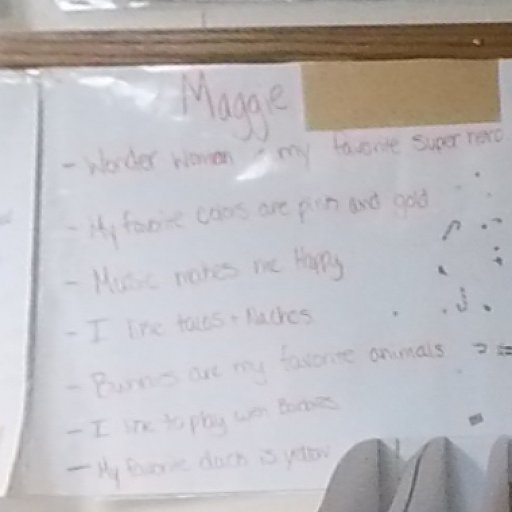 Maggie
- Wonder Woman my favorite super hero
- My favorite colors are pink and gold
- Music makes me Happy
- I like tacos + Nachos
- Bunnies are my favorite animals
- I like to play with Barbies
- My favorite is yellow